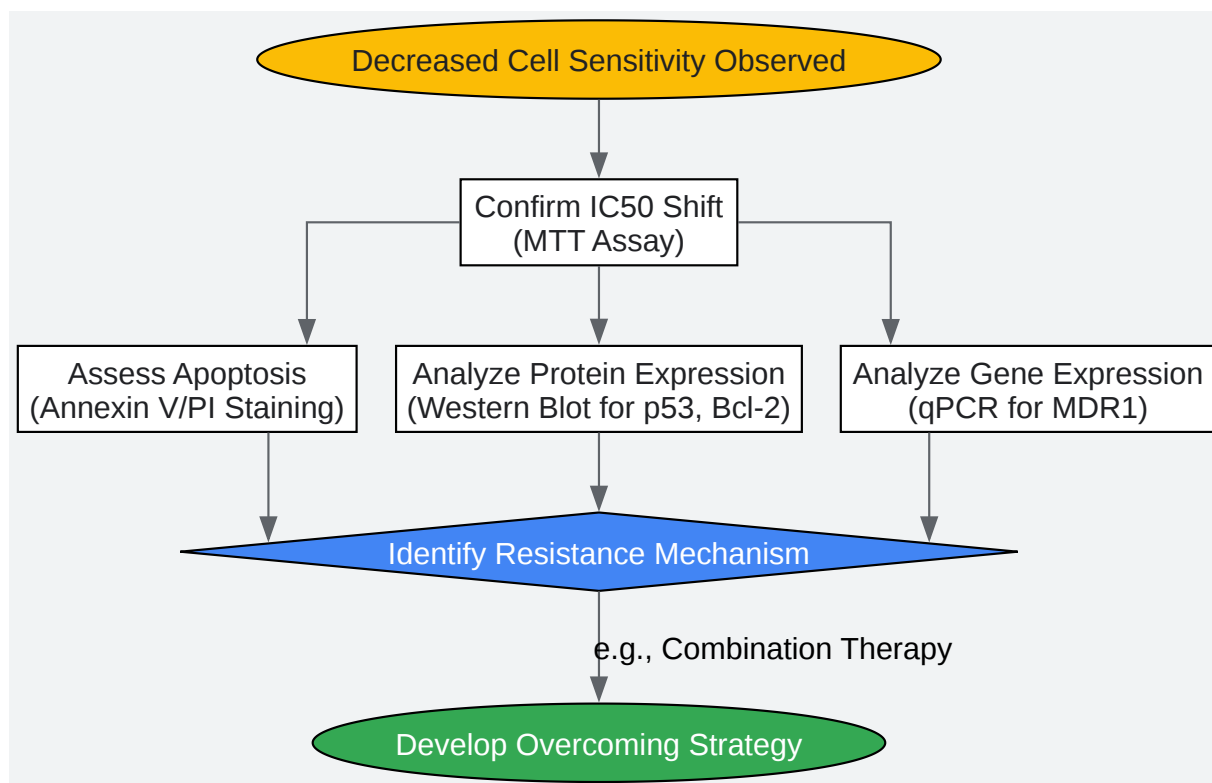 Decreased Cell Sensitivity Observed
Confirm IC50 Shift
(MTT Assay)
Assess Apoptosis
(Annexin V/PI Staining)
Analyze Protein Expression
(Western Blot for p53, Bcl-2)
Analyze Gene Expression
(qPCR for MDR1)
Identify Resistance Mechanism
e.g., Combination Therapy
Develop Overcoming Strategy